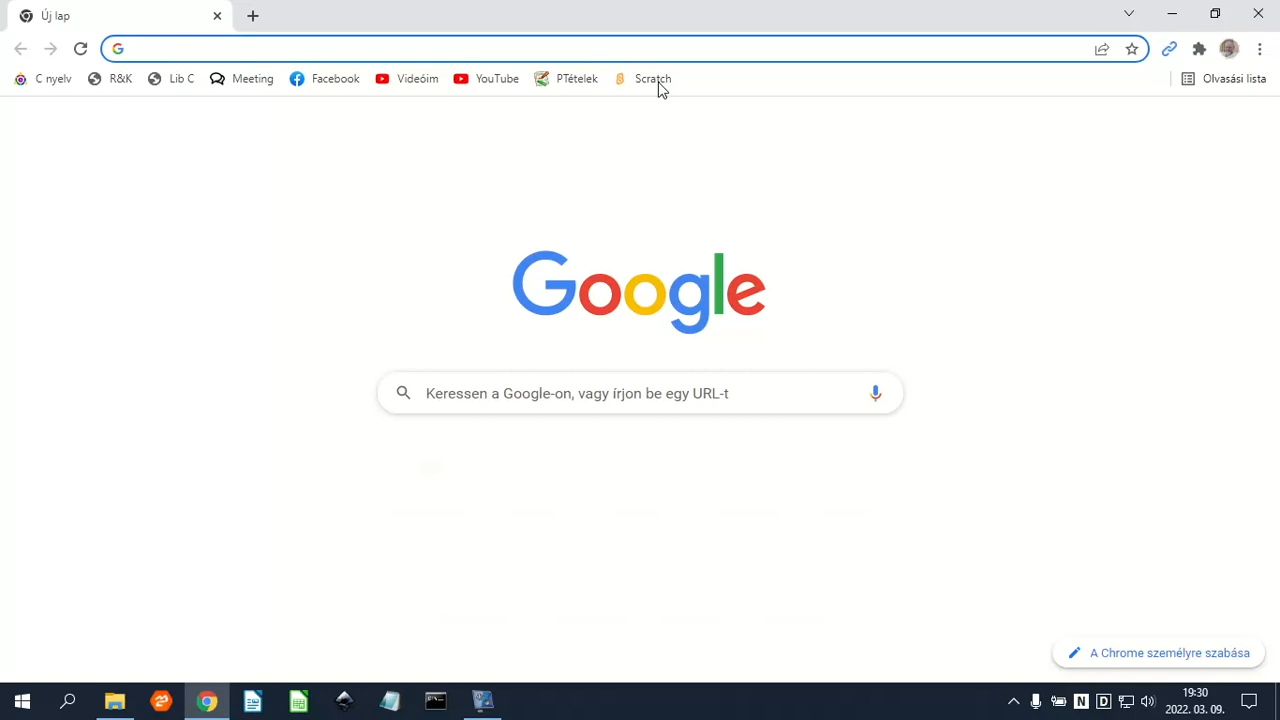 Új lap
C nyelv R&K Lib C Meeting Facebook Videóim YouTube PTételek Scratch Olvasási lista
Google
Keressen a Google-on, vagy írjon be egy URL-t
A Chrome személyre szabása
N D 19:30
2022. 03. 09.